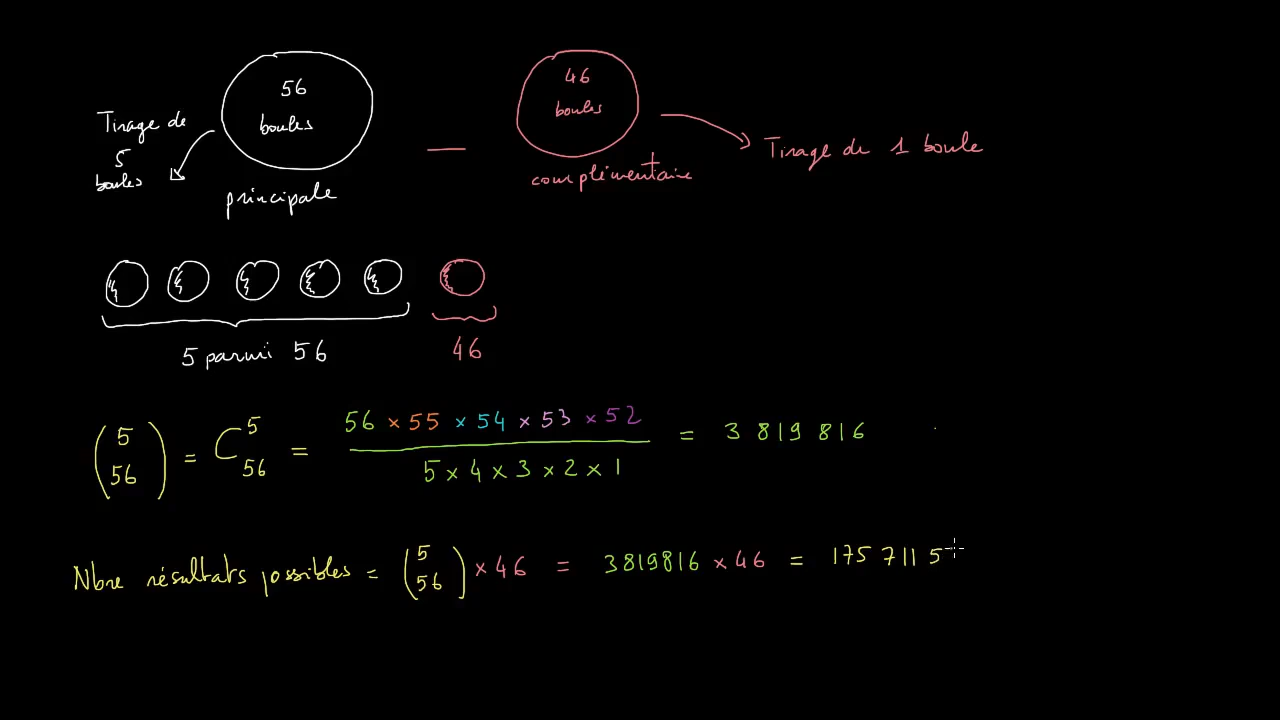 56
boules
Tirage de
5
boules
principale
46
boules
complémentaire
Tirage de 1 boule
5 parmi 56
46
(5 56) = C 5 56 = 56 × 55 × 54 × 53 × 52 / 5 × 4 × 3 × 2 × 1 = 3 819 816
Nbre résultats possibles = (5 56) × 46 = 3819816 × 46 = 175 711 5